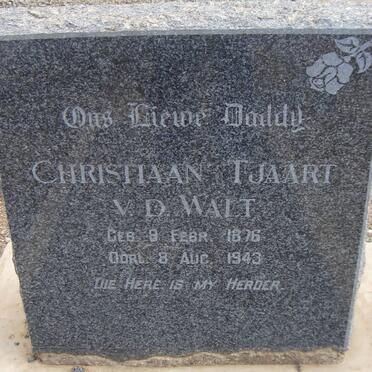 Ons Liewe Daddy
CHRISTIAAN TJAART
V. D. WALT
GEB. 9 FEBR. 1876
OORL. 8 AUG. 1943
DIE HERE IS MY HERDER.